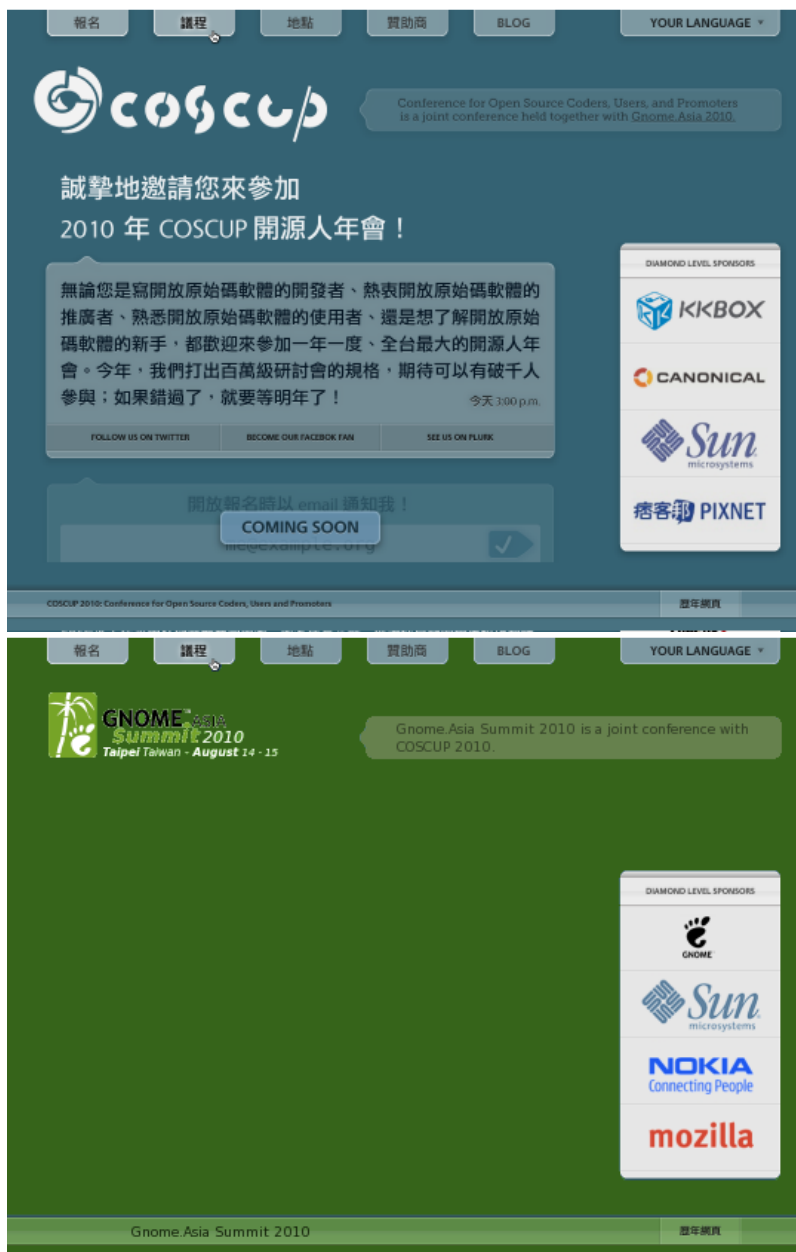 報名
議程
地點
贊助商
BLOG
YOUR LANGUAGE
coscup
Conference for Open Source Coders, Users, and Promoters
is a joint conference held together with Gnome.Asia 2010.
誠摯地邀請您來參加
2010 年 COSCUP 開源人年會！
無論您是寫開放原始碼軟體的開發者、熱衷開放原始碼軟體的
推廣者、熟悉開放原始碼軟體的使用者、還是想了解開放原始
碼軟體的新手，都歡迎來參加一年一度、全台最大的開源人年
會。今年，我們打出百萬級研討會的規格，期待可以有破千人
參與；如果錯過了，就要等明年了！
今天 3:00 p.m.
FOLLOW US ON TWITTER
BECOME OUR FACEBOK FAN
SEE US ON PLURK
開放報名時以 email 通知我！
COMING SOON
me@example.org
DIAMOND LEVEL SPONSORS
KKBOX
CANONICAL
Sun
microsystems
痞客邦 PIXNET
COSCUP 2010: Conference for Open Source Coders, Users and Promoters
歷年網頁
報名
議程
地點
贊助商
BLOG
YOUR LANGUAGE
GNOME™ ASIA
Summit 2010
Taipei Taiwan - August 14 - 15
Gnome.Asia Summit 2010 is a joint conference with
COSCUP 2010.
DIAMOND LEVEL SPONSORS
GNOME™
Sun
microsystems
NOKIA
Connecting People
mozilla
Gnome.Asia Summit 2010
歷年網頁